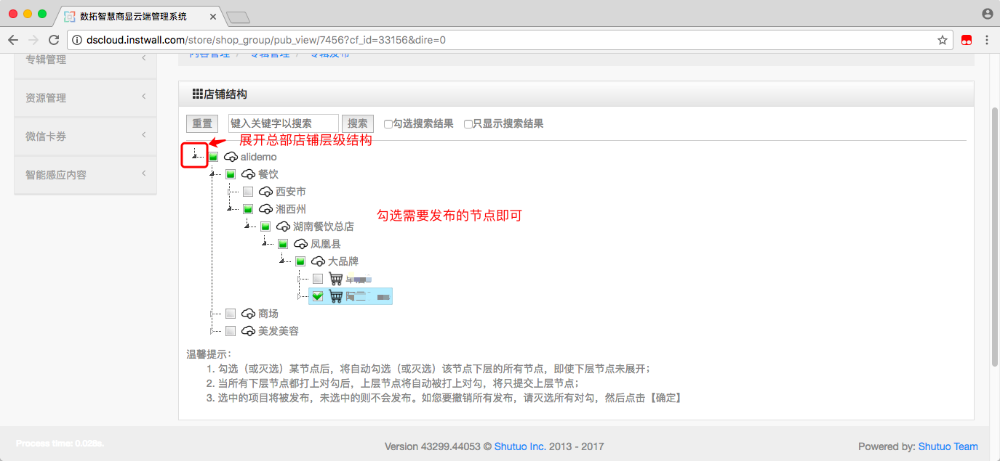 数拓智慧商显云端管理系统
dscloud.instwall.com/store/shop_group/pub_view/7456?cf_id=33156&dire=0
专辑管理
内容管理 / 专辑管理 / 专辑发布
资源管理
微信卡券
智能感应内容
店铺结构
重置 键入关键字以搜索 搜索 勾选搜索结果 只显示搜索结果
展开总部店铺层级结构
alidemo
餐饮
西安市
湘西州
勾选需要发布的节点即可
湖南餐饮总店
凤凰县
大品牌
商场
美发美容
温馨提示:
1. 勾选（或灭选）某节点后，将自动勾选（或灭选）该节点下层的所有节点，即使下层节点未展开；
2. 当所有下层节点都打上对勾后，上层节点将自动被打上对勾，将只提交上层节点；
3. 选中的项目将被发布，未选中的则不会发布。如您要撤销所有发布，请灭选所有对勾，然后点击【确定】
Process time: 0.028s.
Version 43299.44053 © Shutuo Inc. 2013 - 2017
Powered by: Shutuo Team